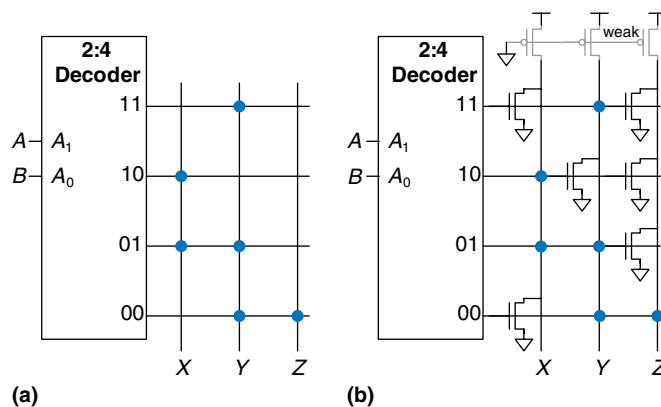 2:4
Decoder
11
A A1
B A0
10
01
00
X Y Z
(a)
weak
2:4
Decoder
11
A A1
B A0
10
01
00
X Y Z
(b)